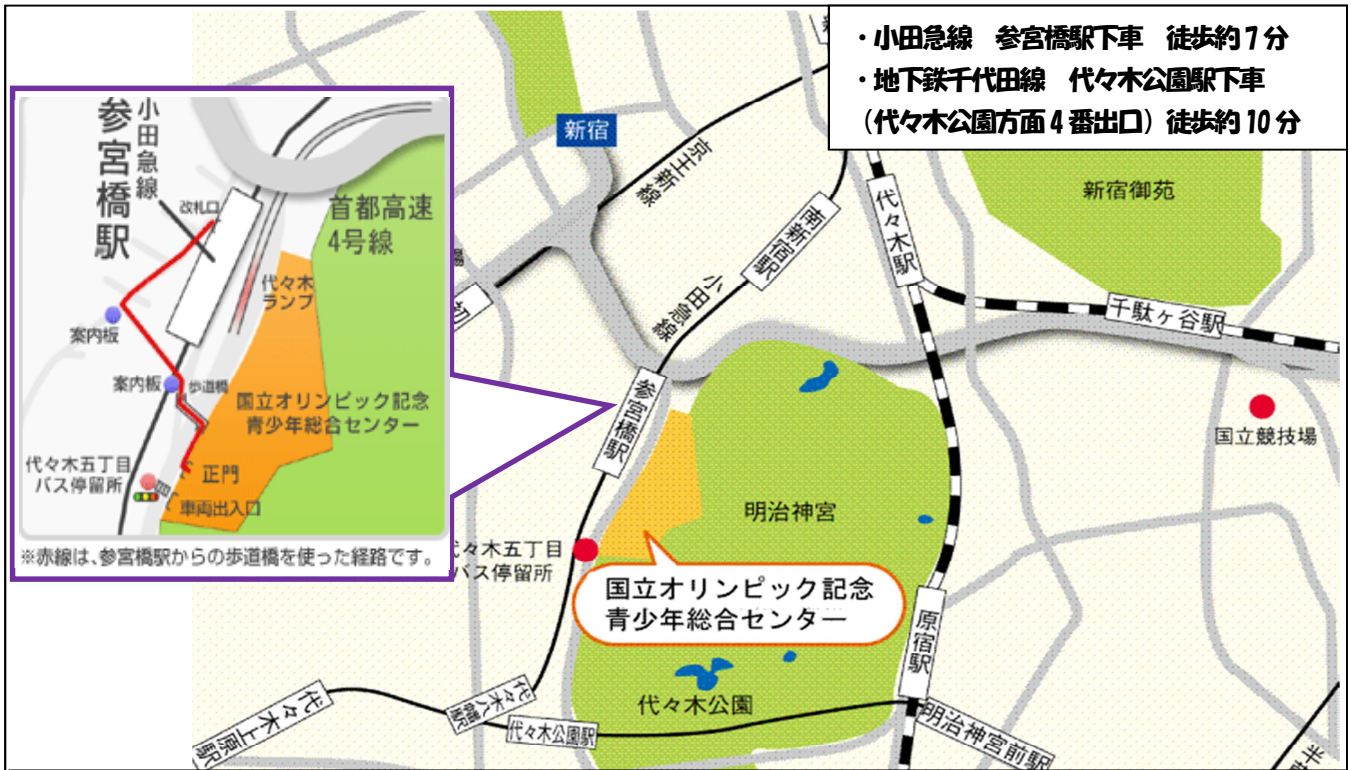 ・小田急線 参宮橋駅下車 徒歩約7分
・地下鉄千代田線 代々木公園駅下車
(代々木公園方面4番出口)徒歩約10分
小田急線
参宮橋駅
改札口
首都高速
4号線
代々木
ランプ
案内板
案内板
歩道橋
国立オリンピック記念
青少年総合センター
代々木五丁目
バス停留所
正門
車両出入口
※赤線は、参宮橋駅からの歩道橋を使った経路です。
新宿
京王新線
南新宿駅
小田急線
代々木駅
新宿御苑
千駄ヶ谷駅
国立競技場
参宮橋駅
明治神宮
代々木五丁目
バス停留所
国立オリンピック記念
青少年総合センター
原宿駅
代々木公園
代々木上原駅
代々木八幡駅
代々木公園駅
明治神宮前駅
半